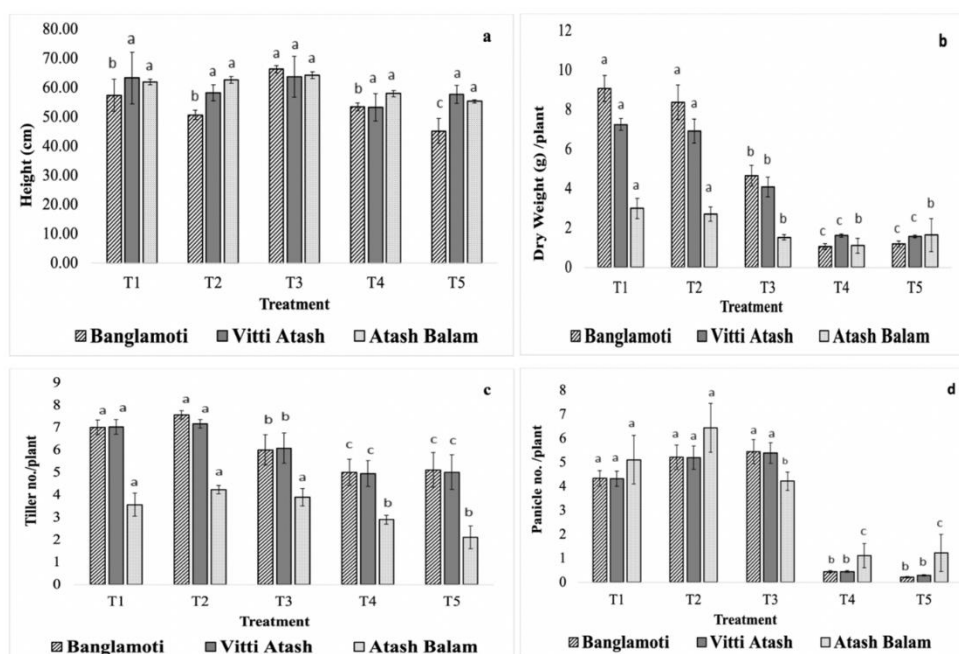 a
80.00
70.00
60.00
50.00
40.00
30.00
20.00
10.00
0.00
Height (cm)
b a a
b a a
a a a
b a a
c a a
T1 T2 T3 T4 T5
Treatment
Banglamoti Vitti Atash Atash Balam
b
12
10
8
6
4
2
0
Dry Weight (g) /plant
a a a
a a a
b b b
c c b
c c b
T1 T2 T3 T4 T5
Treatment
Banglamoti Vitti Atash Atash Balam
c
9
8
7
6
5
4
3
2
1
0
Tiller no./plant
a a a
a a a
b b a
c c b
c c b
T1 T2 T3 T4 T5
Treatment
Banglamoti Vitti Atash Atash Balam
d
8
7
6
5
4
3
2
1
0
Panicle no./plant
a a a
a a a
a a b
b b c
b b c
T1 T2 T3 T4 T5
Treatment
Banglamoti Vitti Atash Atash Balam